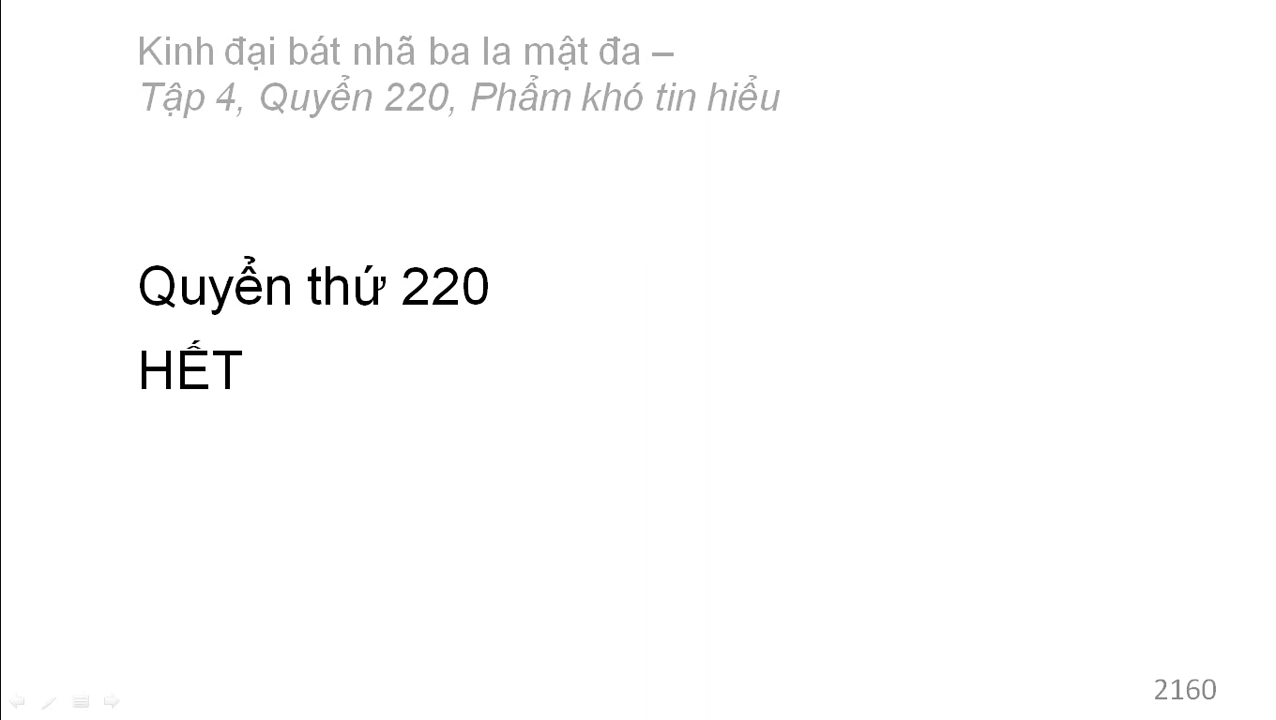 Kinh đại bát nhã ba la mật đa –
Tập 4, Quyển 220, Phẩm khó tin hiểu
Quyển thứ 220
HẾT
2160